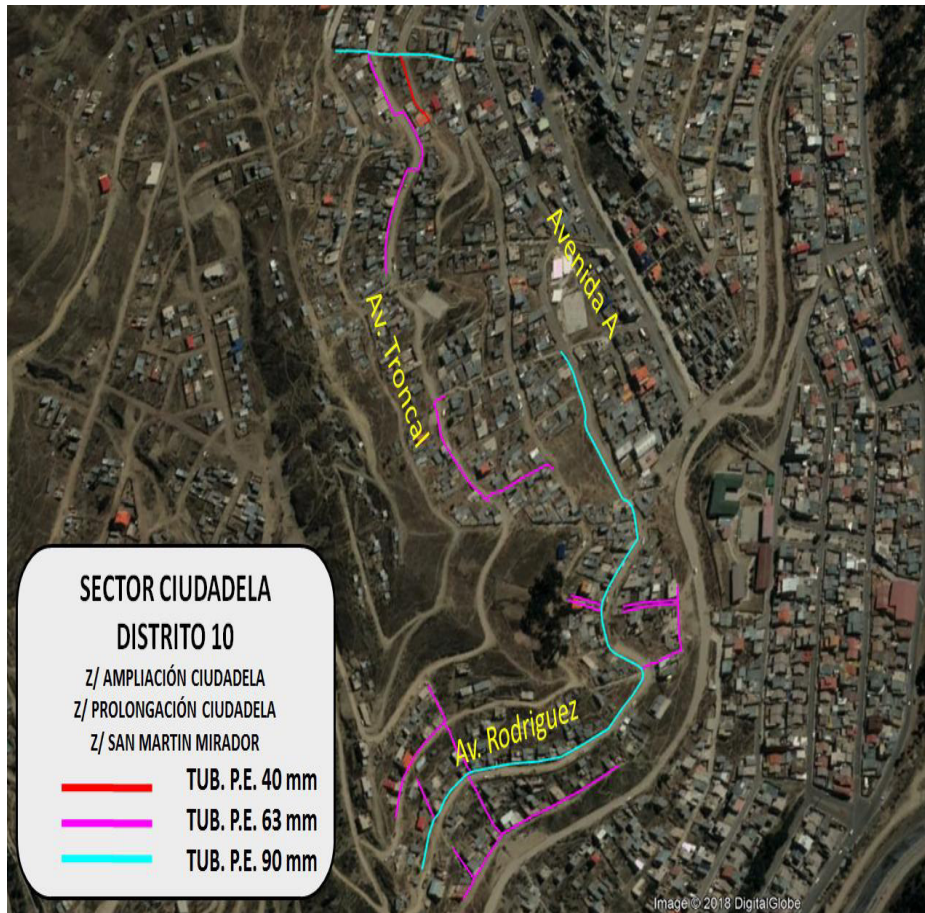 Avenida A
Av. Troncal
Av. Rodriguez
SECTOR CIUDADELA
DISTRITO 10
Z/ AMPLIACIÓN CIUDADELA
Z/ PROLONGACIÓN CIUDADELA
Z/ SAN MARTIN MIRADOR
TUB. P.E. 40 mm
TUB. P.E. 63 mm
TUB. P.E. 90 mm
Image © 2018 DigitalGlobe